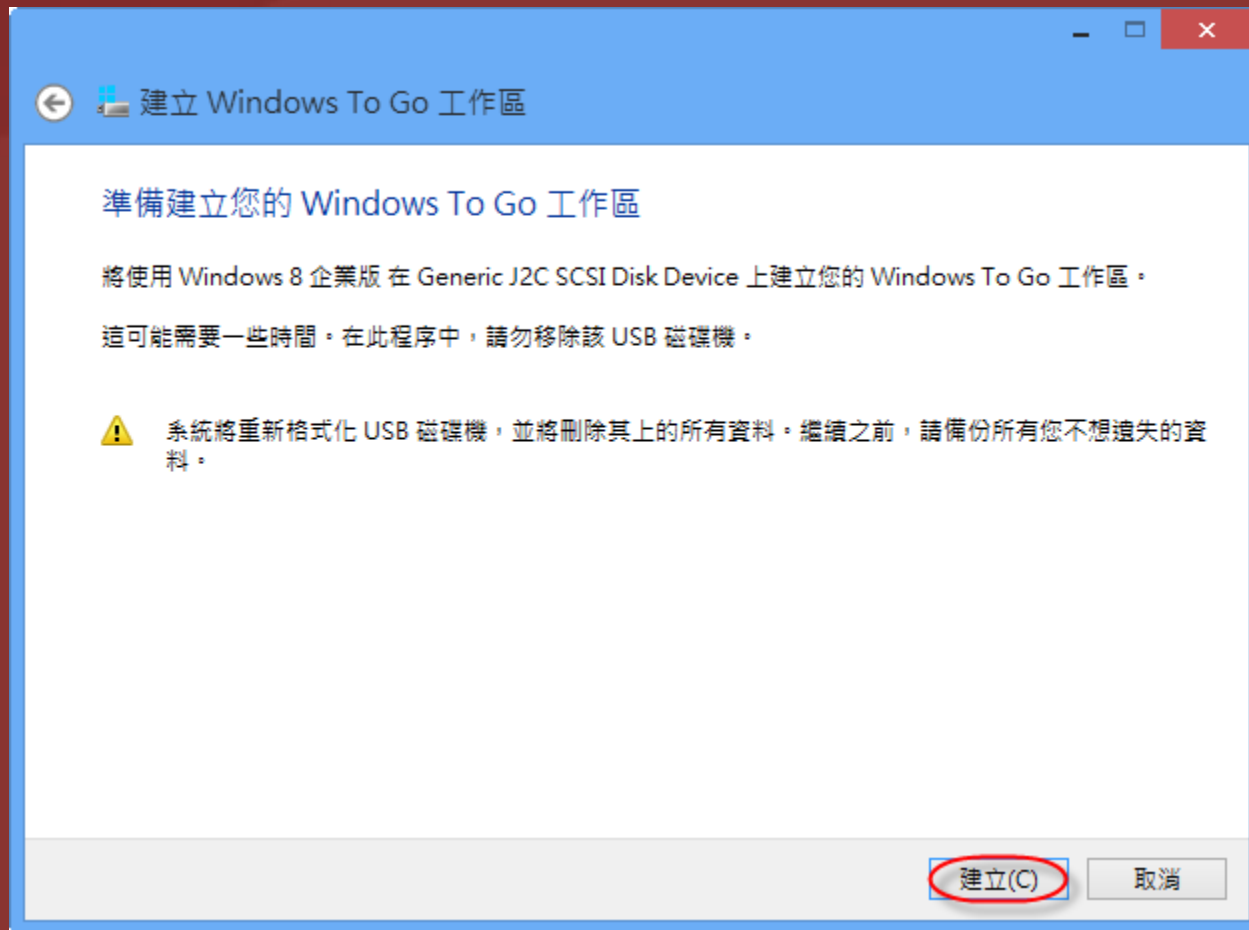 建立 Windows To Go 工作區
準備建立您的 Windows To Go 工作區
將使用 Windows 8 企業版 在 Generic J2C SCSI Disk Device 上建立您的 Windows To Go 工作區。
這可能需要一些時間。在此程序中，請勿移除該 USB 磁碟機。
系統將重新格式化 USB 磁碟機，並將刪除其上的所有資料。繼續之前，請備份所有您不想遺失的資
料。
建立(C)
取消